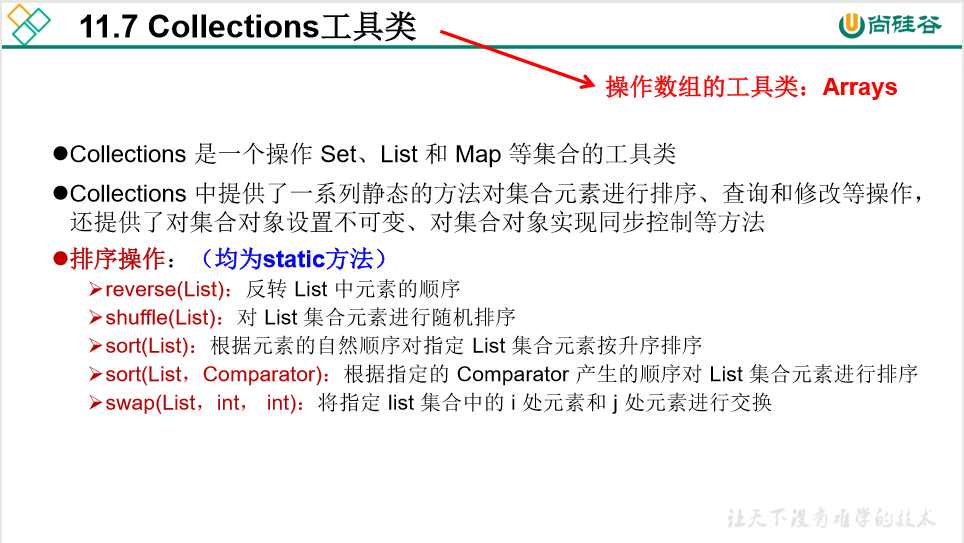 11.7 Collections工具类
尚硅谷
操作数组的工具类：Arrays
●Collections 是一个操作 Set、List 和 Map 等集合的工具类
●Collections 中提供了一系列静态的方法对集合元素进行排序、查询和修改等操作，
还提供了对集合对象设置不可变、对集合对象实现同步控制等方法
●排序操作：（均为static方法）
➢reverse(List)：反转 List 中元素的顺序
➢shuffle(List)：对 List 集合元素进行随机排序
➢sort(List)：根据元素的自然顺序对指定 List 集合元素按升序排序
➢sort(List，Comparator)：根据指定的 Comparator 产生的顺序对 List 集合元素进行排序
➢swap(List，int， int)：将指定 list 集合中的 i 处元素和 j 处元素进行交换
让天下没有难学的技术